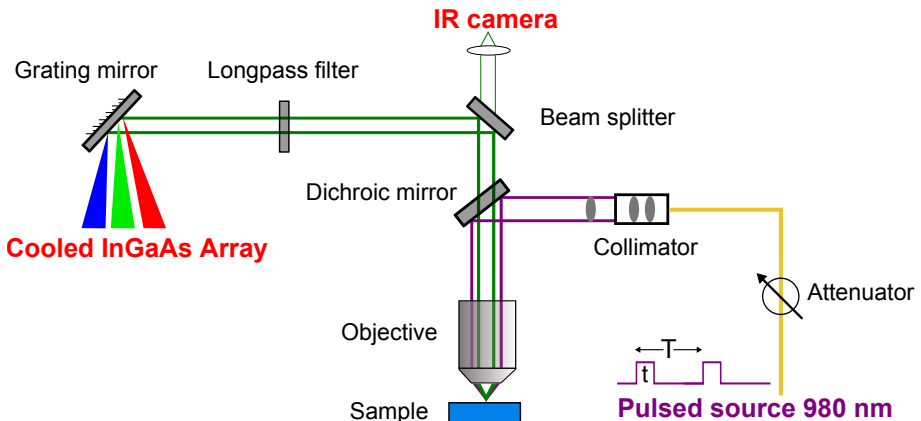 IR camera
Grating mirror
Longpass filter
Beam splitter
Dichroic mirror
Cooled InGaAs Array
Collimator
Attenuator
Objective
T
t
Sample
Pulsed source 980 nm